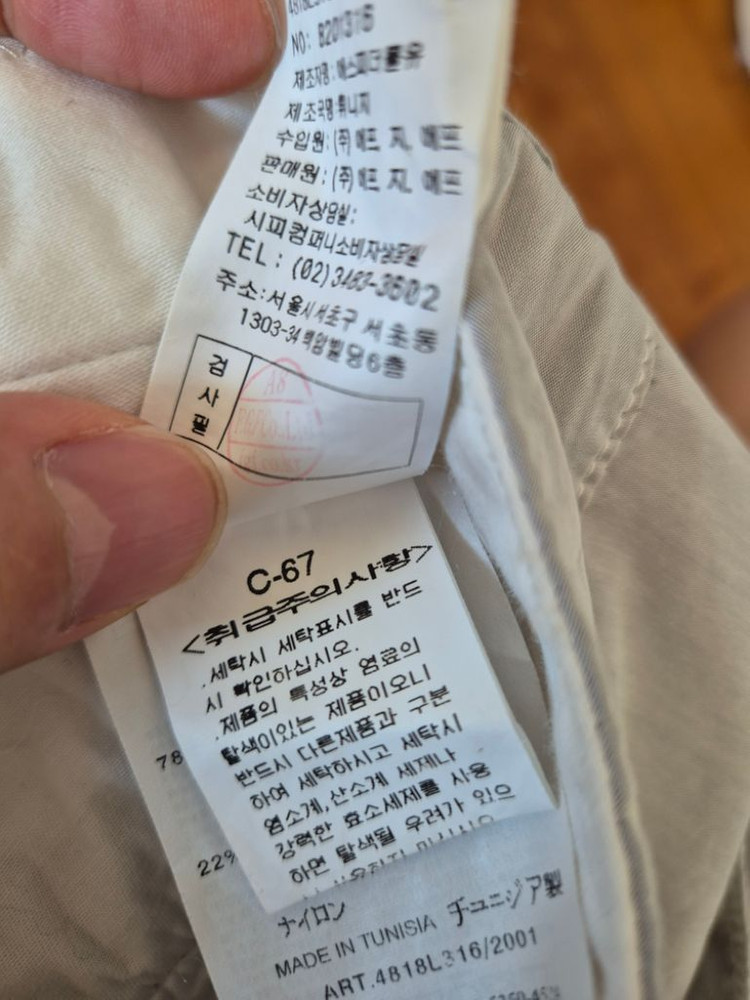 NO: 8201316
제조자명: 에스피더블유
제조국명: 튀니지
수입원: (주) 에프. 지. 에프
판매원: (주) 에프. 지. 에프
소비자상담실:
시피컴퍼니소비자상담실
TEL: (02)3483-3602
주소: 서울시서초구 서초동
1303-34 백암빌딩6층
검사필
C-67
<취급주의사항>
.세탁시 세탁표시를 반드
시 확인하십시오.
.제품의 특성상 염료의
탈색이있는 제품이오니
반드시 다른제품과 구분
하여 세탁하시고 세탁시
염소계,산소계 세제나
강력한 효소세제를 사용
하면 탈색될 우려가 있으
78
22%
ナイロン チュニジア製
MADE IN TUNISIA
ART.4818L316/2001